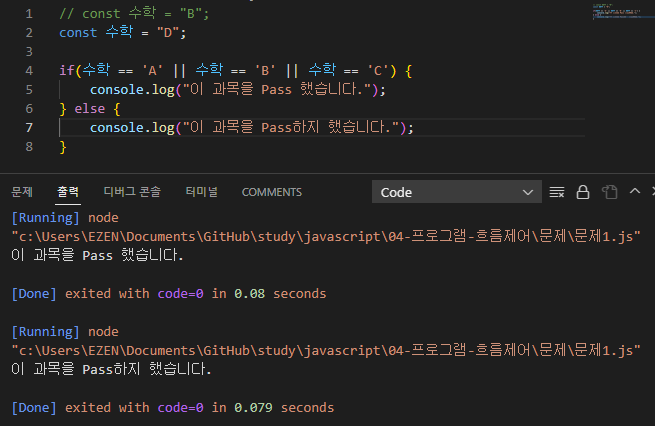 1 // const 수학 = "B";
2 const 수학 = "D";
3
4 if(수학 == 'A' || 수학 == 'B' || 수학 == 'C') {
5 console.log("이 과목을 Pass 했습니다.");
6 } else {
7 console.log("이 과목을 Pass하지 했습니다.");
8 }
문제 출력 디버그 콘솔 터미널 COMMENTS Code
[Running] node
"c:\Users\EZEN\Documents\GitHub\study\javascript\04-프로그램-흐름제어\문제\문제1.js"
이 과목을 Pass 했습니다.
[Done] exited with code=0 in 0.08 seconds
[Running] node
"c:\Users\EZEN\Documents\GitHub\study\javascript\04-프로그램-흐름제어\문제\문제1.js"
이 과목을 Pass하지 했습니다.
[Done] exited with code=0 in 0.079 seconds